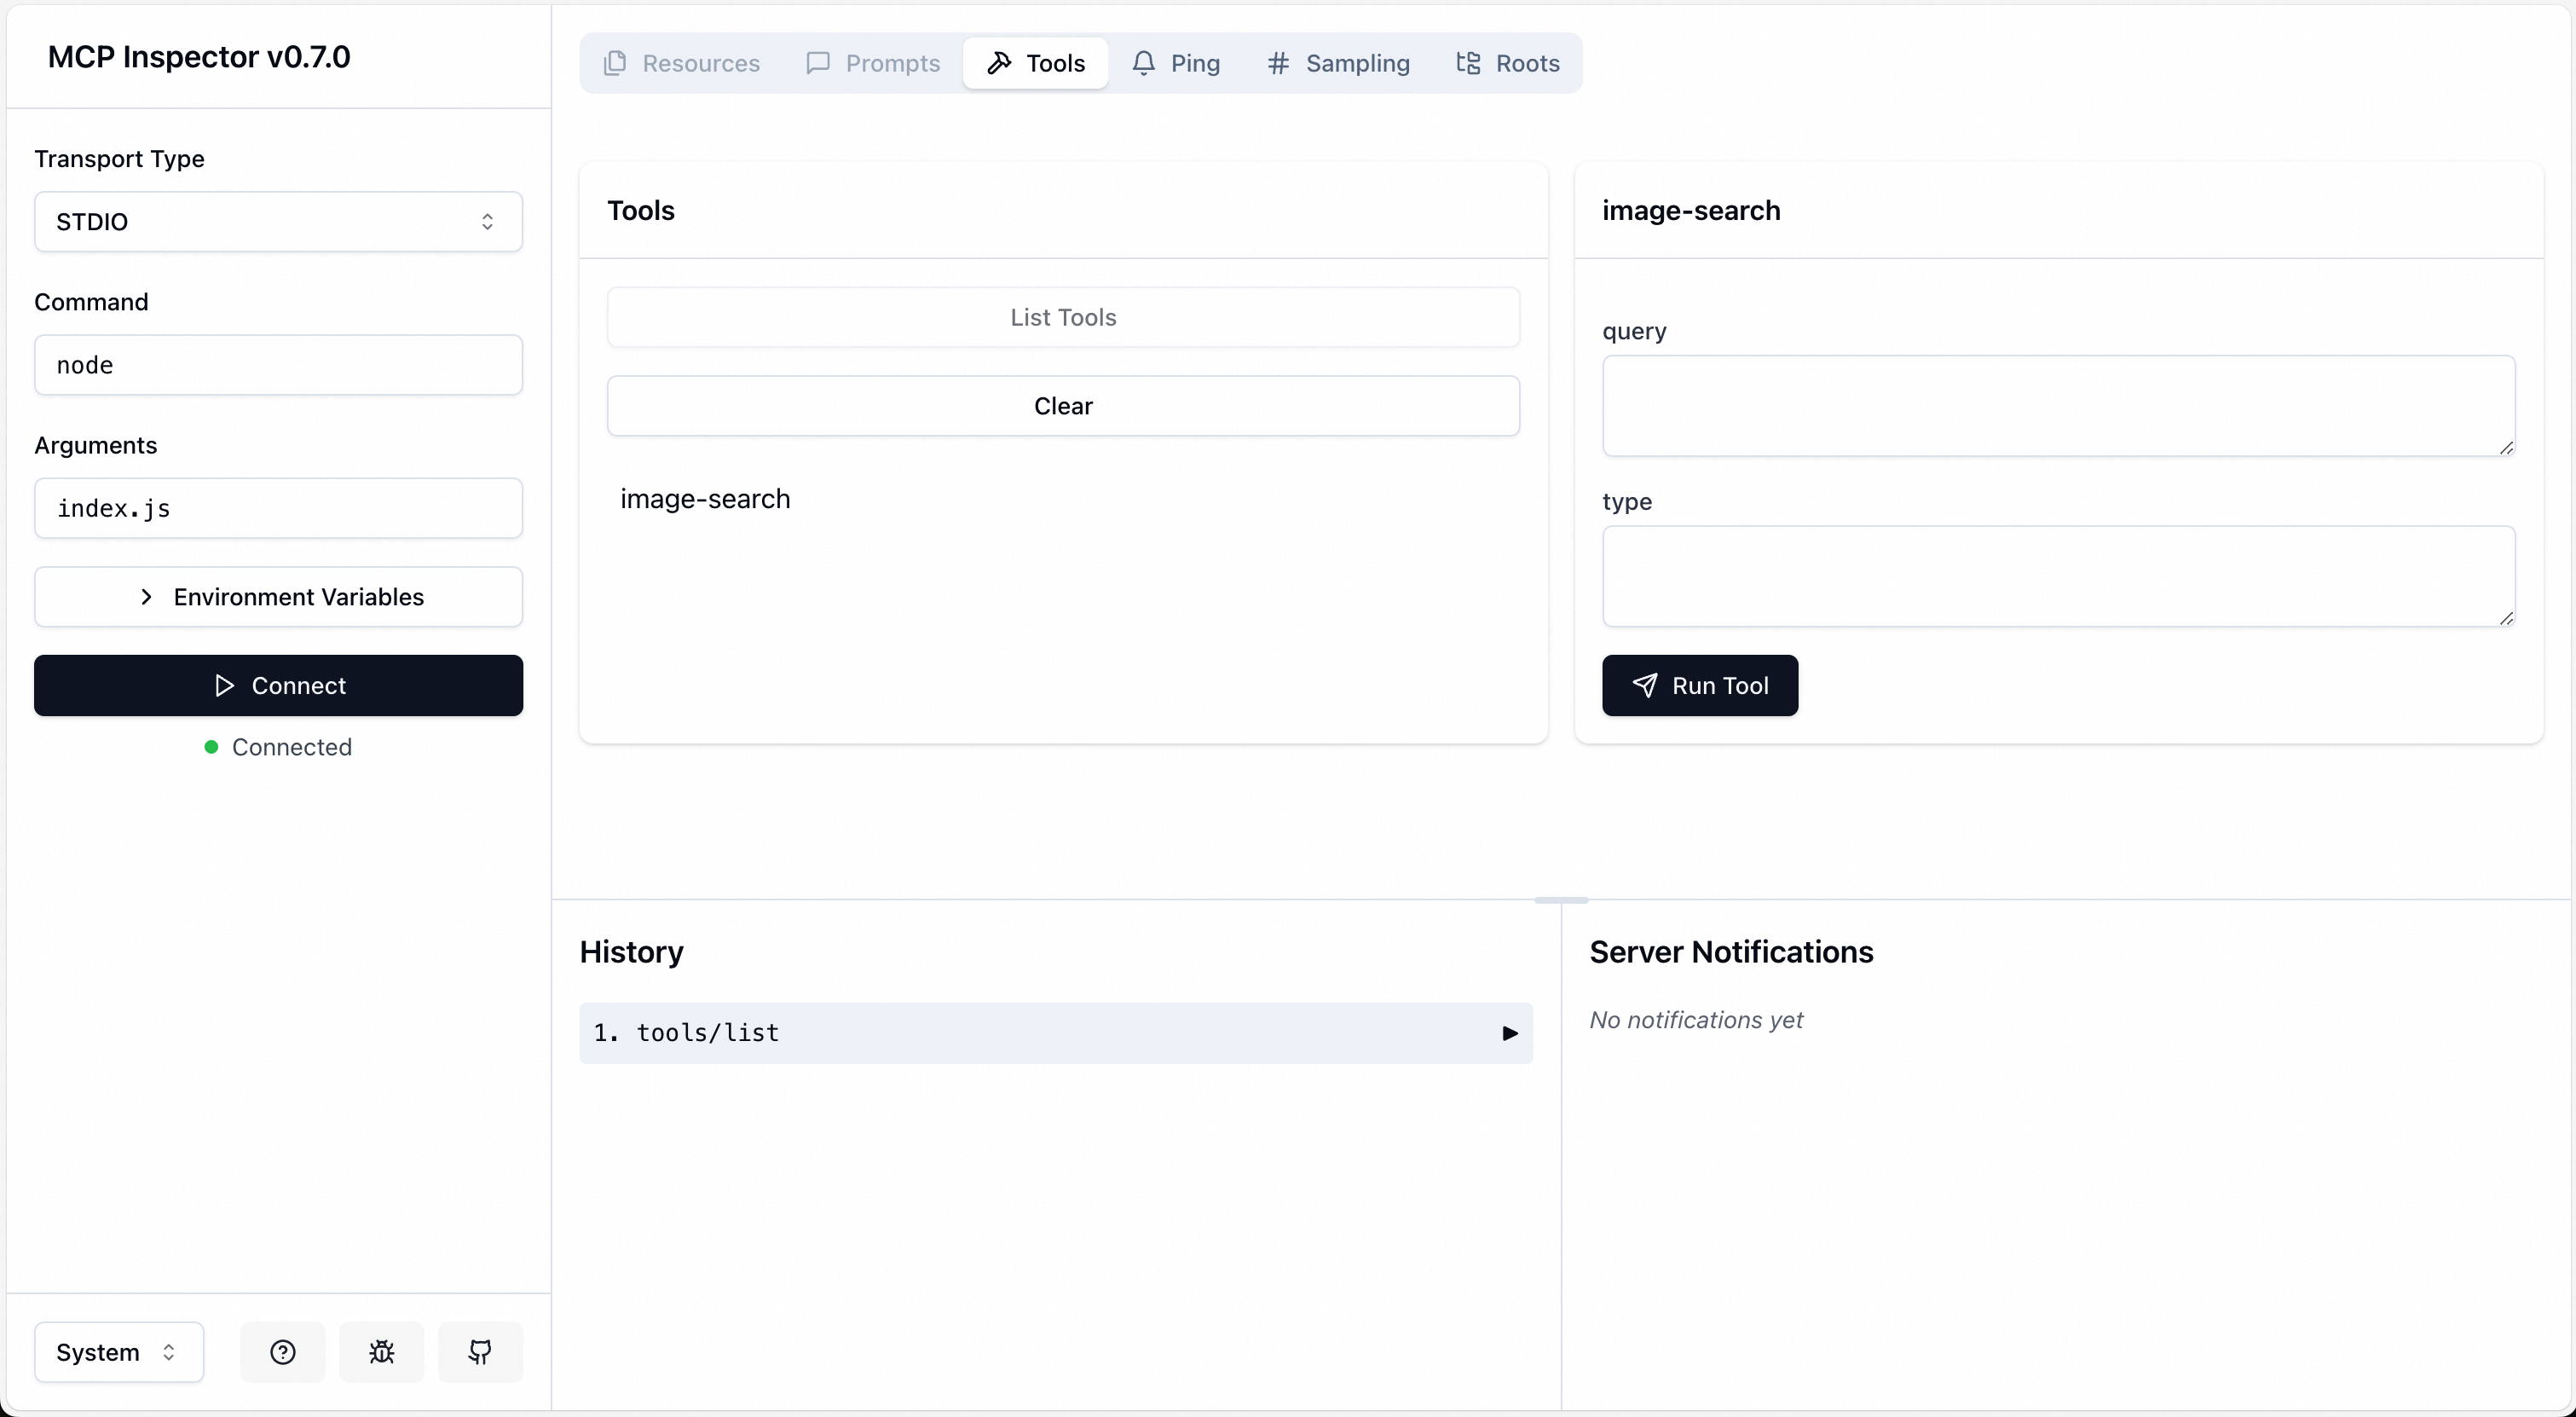 MCP Inspector v0.7.0
Transport Type
STDIO
Command
node
Arguments
index.js
Environment Variables
Connect
Connected
System
Resources
Prompts
Tools
Ping
Sampling
Roots
Tools
List Tools
Clear
image-search
image-search
query
type
Run Tool
History
1. tools/list
Server Notifications
No notifications yet